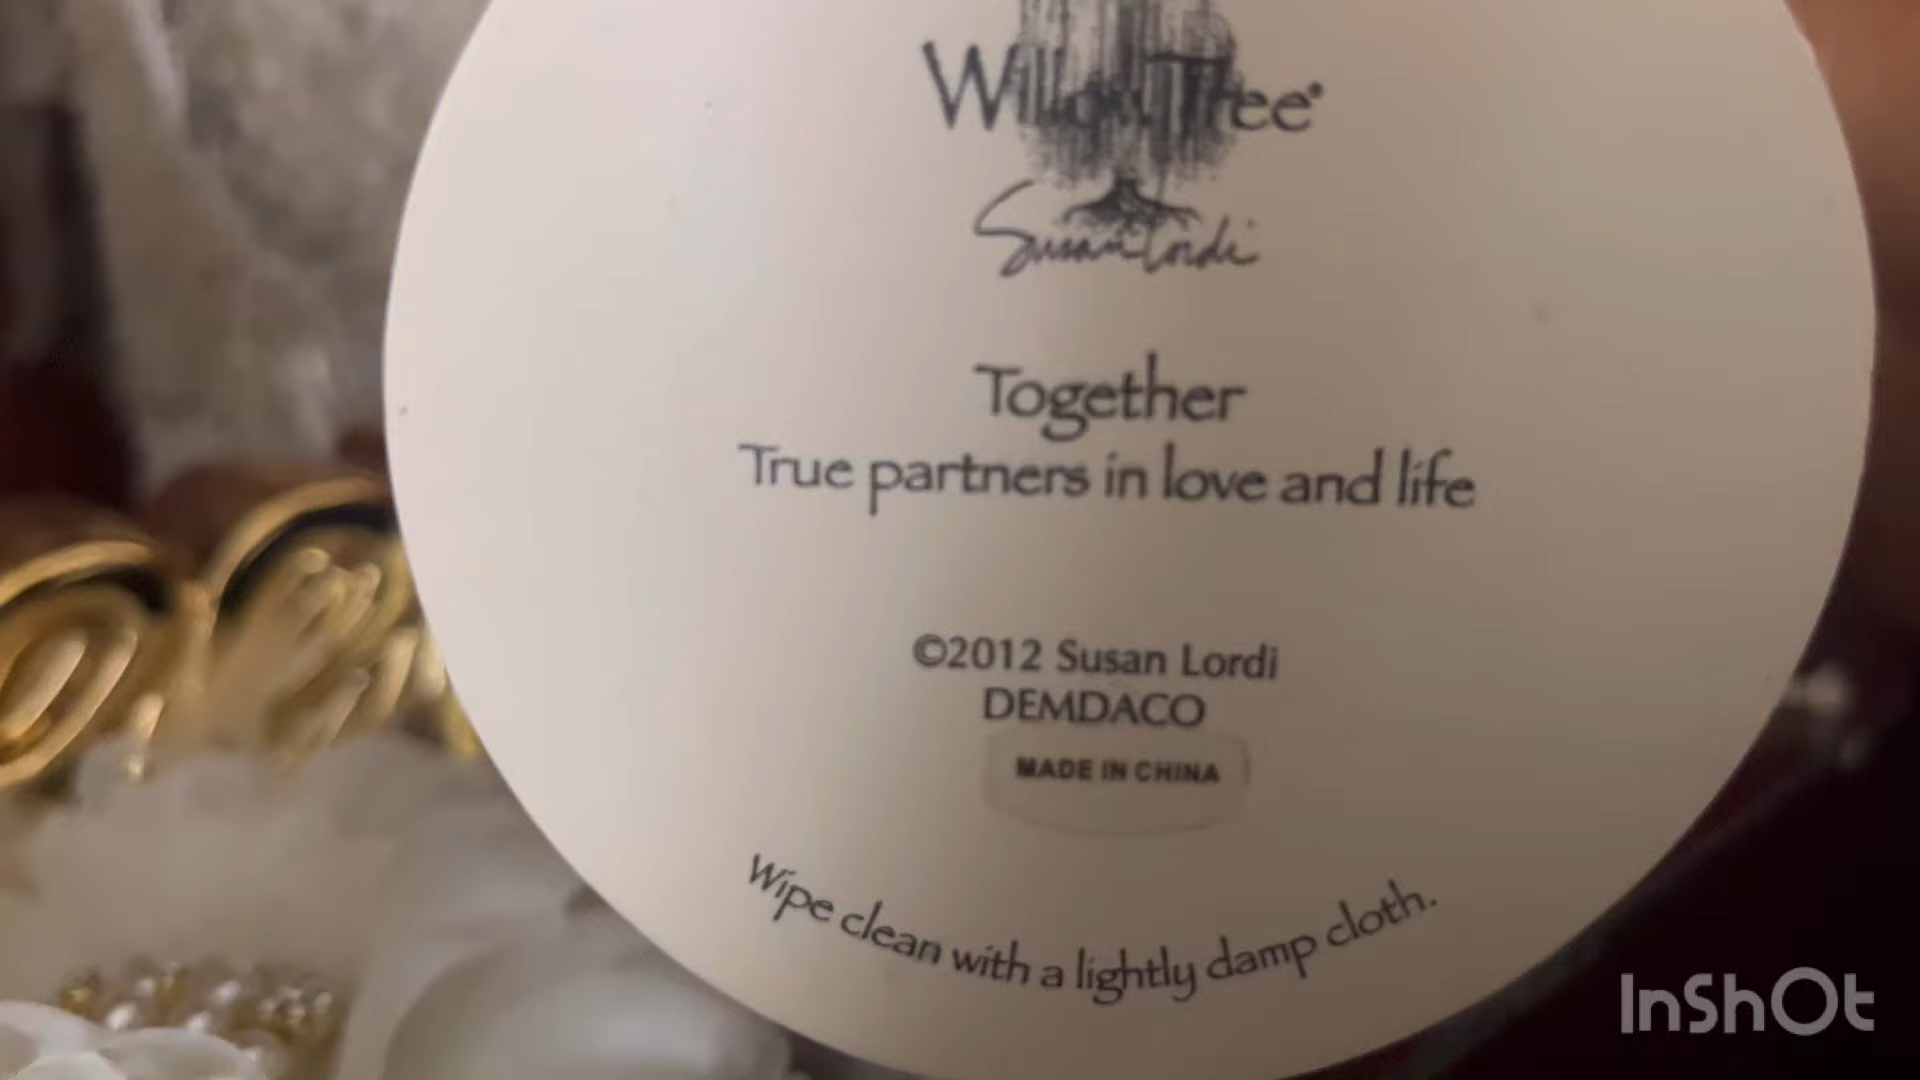 Willow Tree®
Susan Lordi
Together
True partners in love and life
©2012 Susan Lordi
DEMDACO
MADE IN CHINA
Wipe clean with a lightly damp cloth.
InShOt